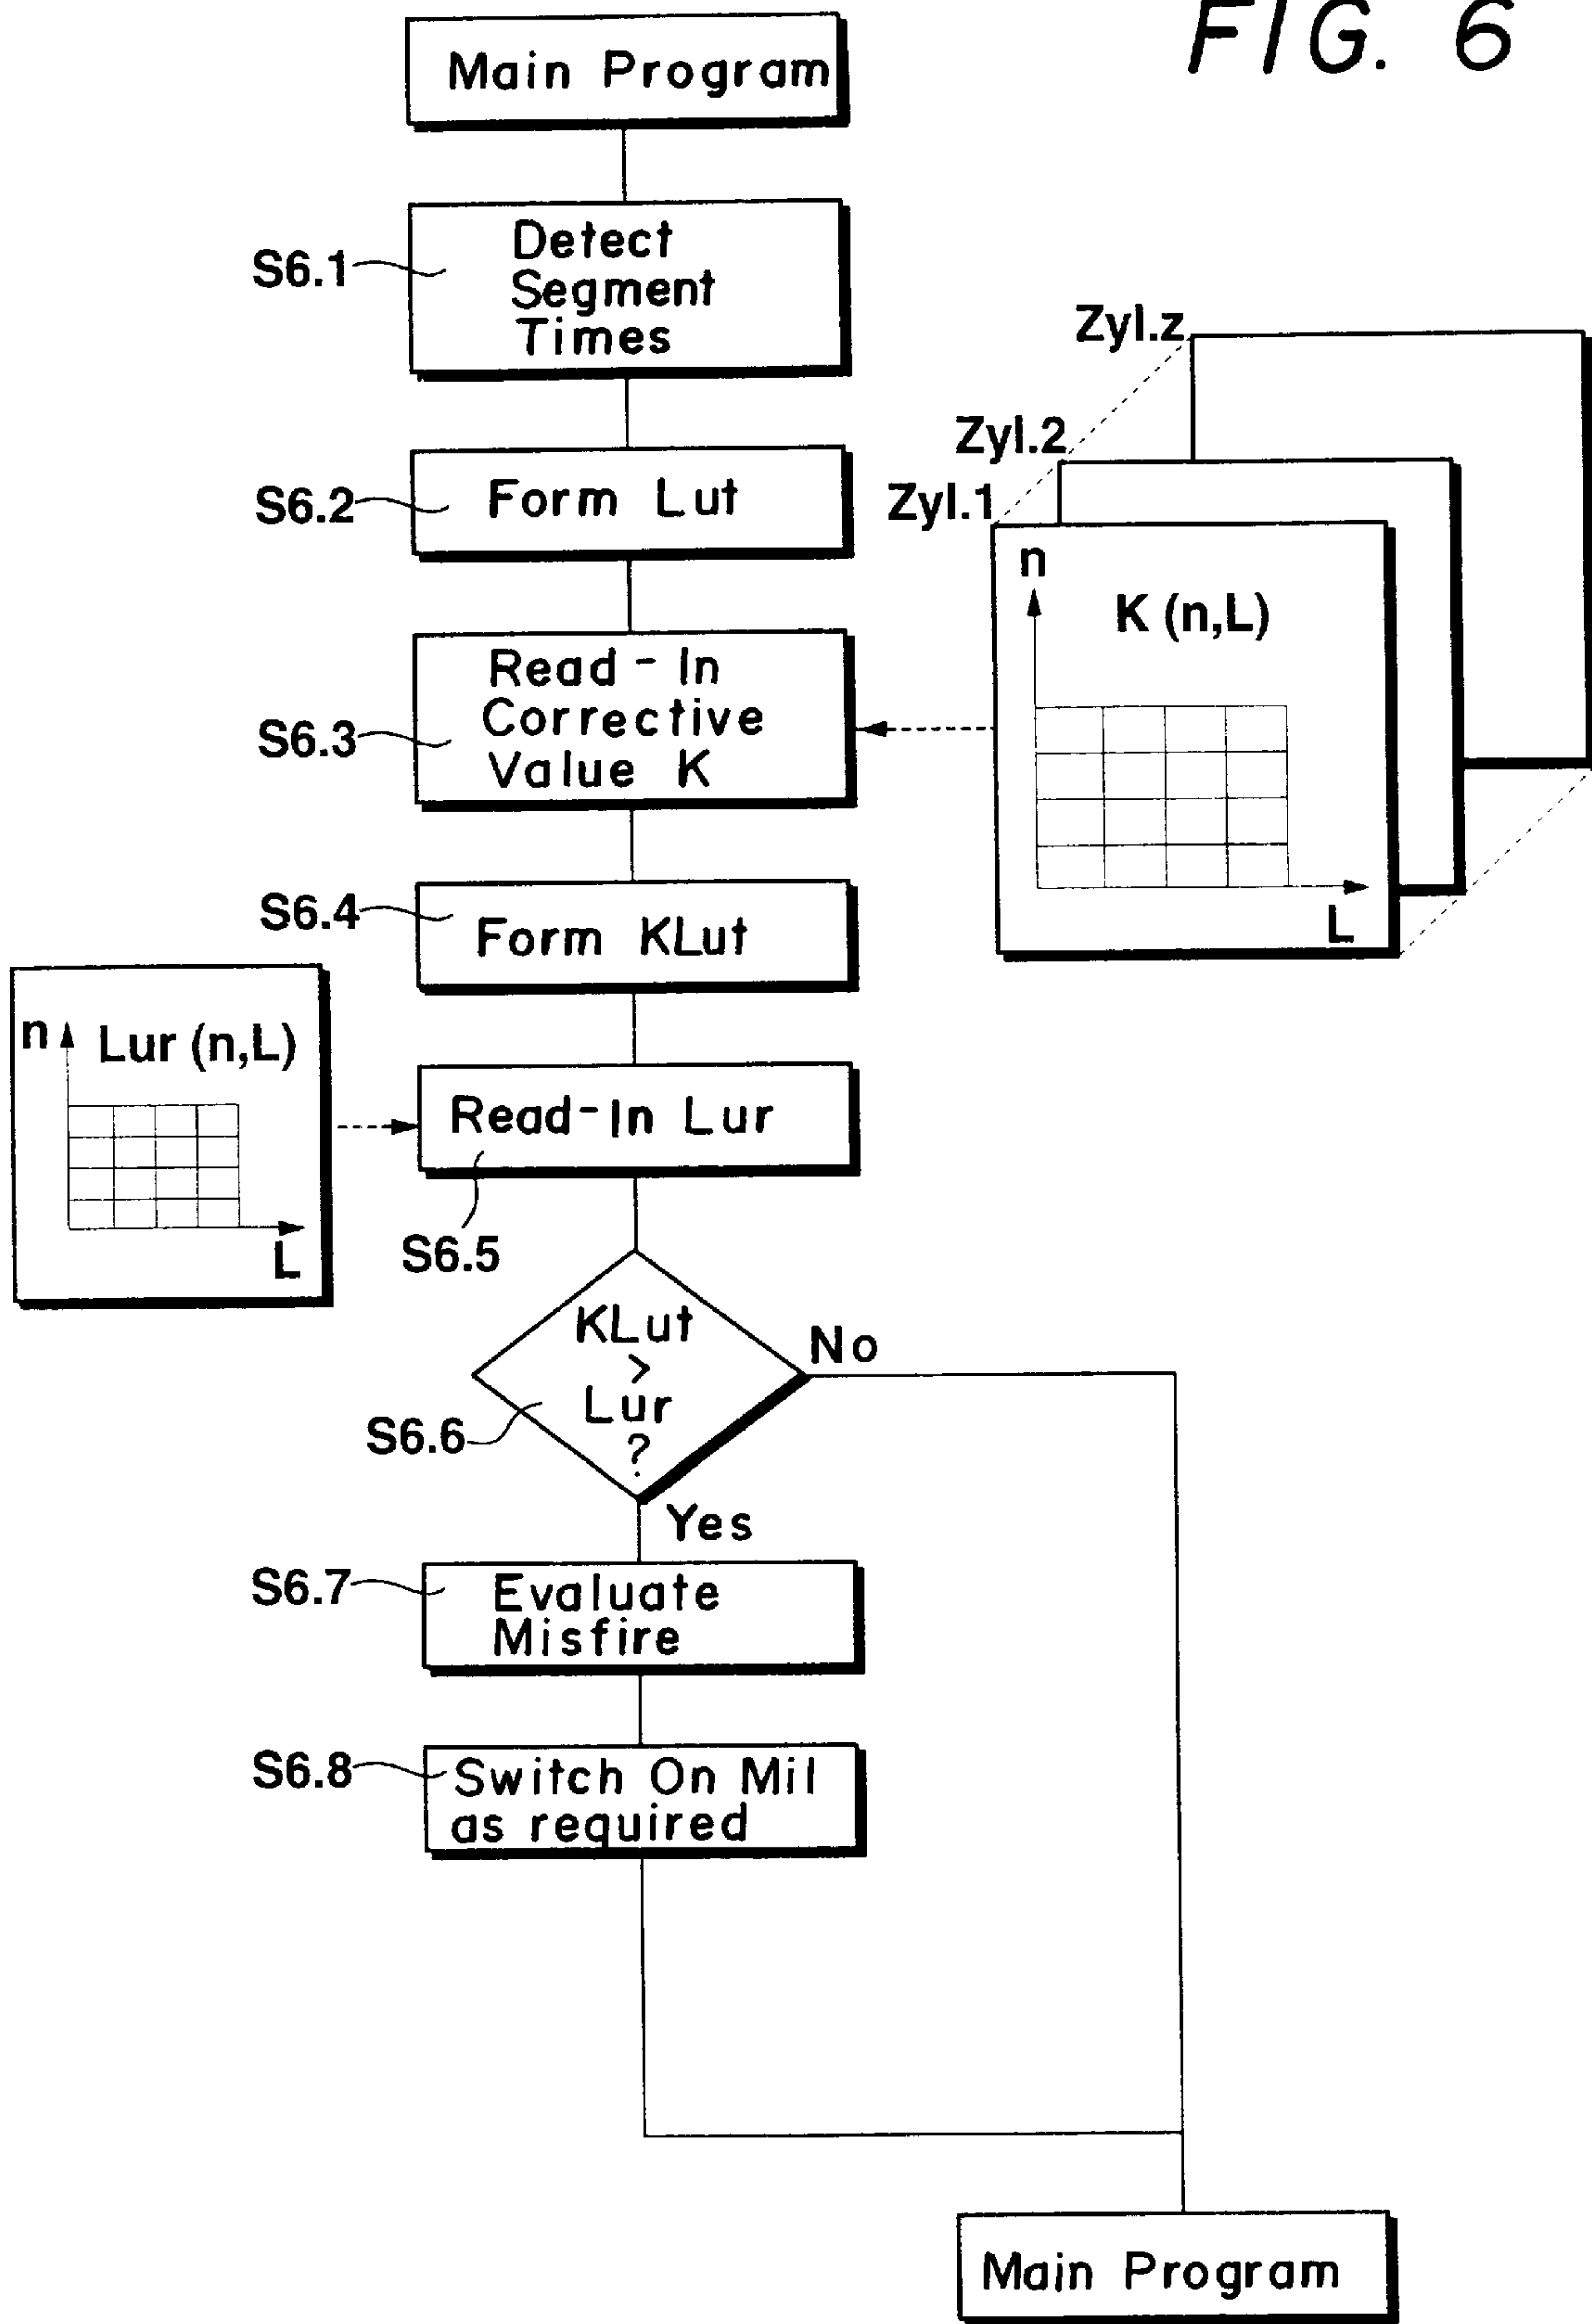 FIG. 6
Main Program
S6.1
Detect
Segment
Times
S6.2
Form Lut
S6.3
Read-In
Corrective
Value K
Zyl.z
Zyl.2
Zyl.1
n
K (n,L)
L
S6.4
Form KLut
n
Lur (n,L)
L
Read-In Lur
S6.5
KLut
>
Lur
?
S6.6
No
Yes
S6.7
Evaluate
Misfire
S6.8
Switch On Mil
as required
Main Program